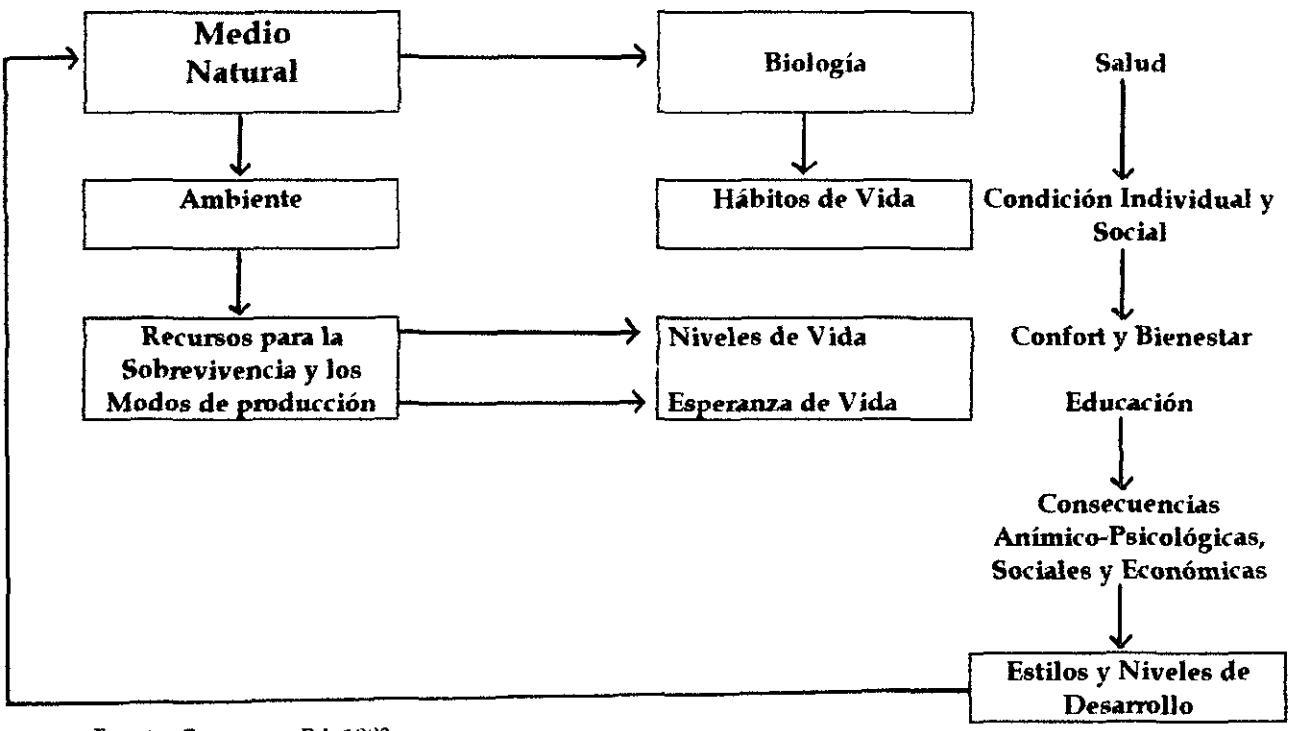 Medio
Natural
Biología
Salud
Ambiente
Hábitos de Vida
Condición Individual y
Social
Recursos para la
Sobrevivencia y los
Modos de producción
Niveles de Vida
Esperanza de Vida
Confort y Bienestar
Educación
Consecuencias
Anímico-Psicológicas,
Sociales y Económicas
Estilos y Niveles de
Desarrollo